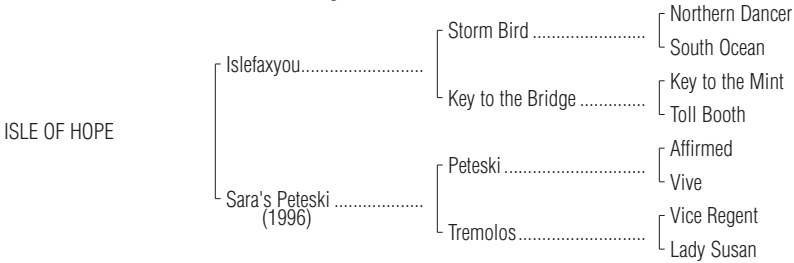 Northern Dancer
Storm Bird ........................
South Ocean
Islefaxyou..........................
Key to the Mint
Key to the Bridge ..............
Toll Booth
ISLE OF HOPE
Affirmed
Peteski ..............................
Vive
Sara's Peteski ...................
(1996)
Vice Regent
Tremolos...........................
Lady Susan